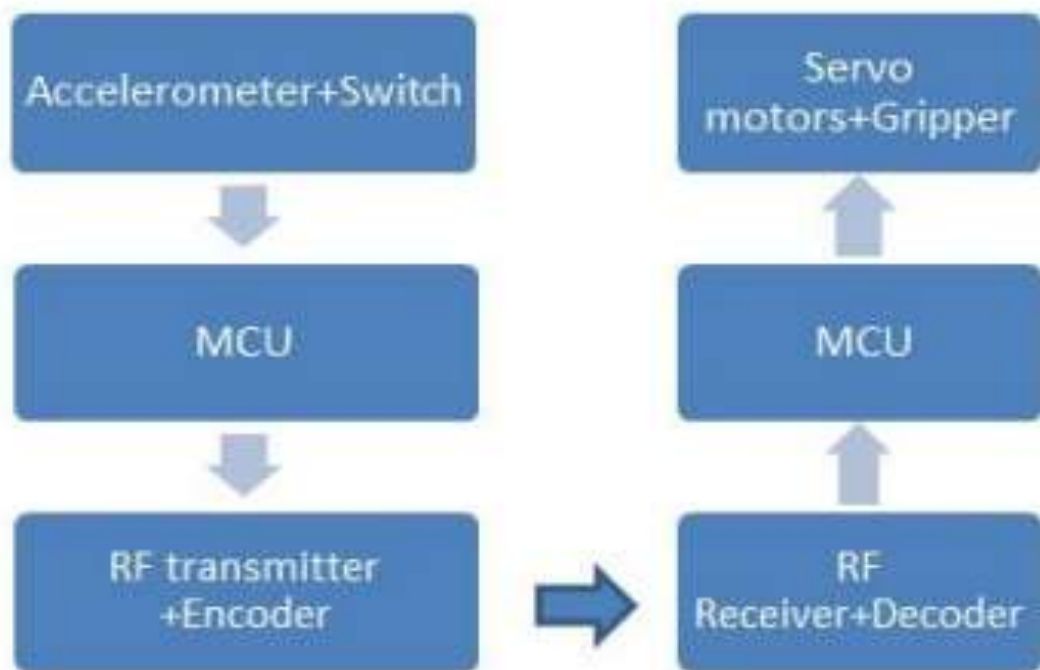 Accelerometer+Switch
MCU
RF transmitter
+Encoder
Servo
motors+Gripper
MCU
RF
Receiver+Decoder